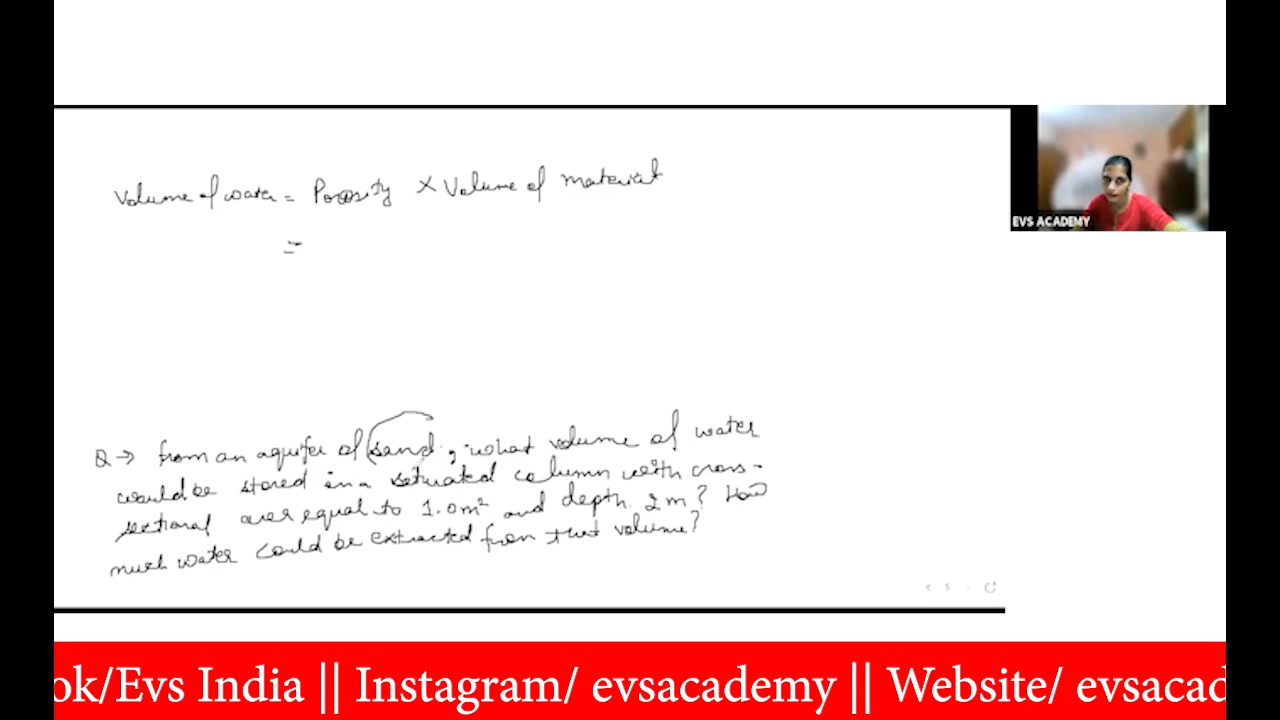 Volume of water = Porosity × Volume of material
=
EVS ACADEMY
Q → from an aquifer of sand, what volume of water
would be stored in a saturated column with cross-
sectional area equal to 1.0m² and depth 2m? How
much water could be extracted from that volume?
< 5 >
ok/Evs India || Instagram/ evsacademy || Website/ evsacad